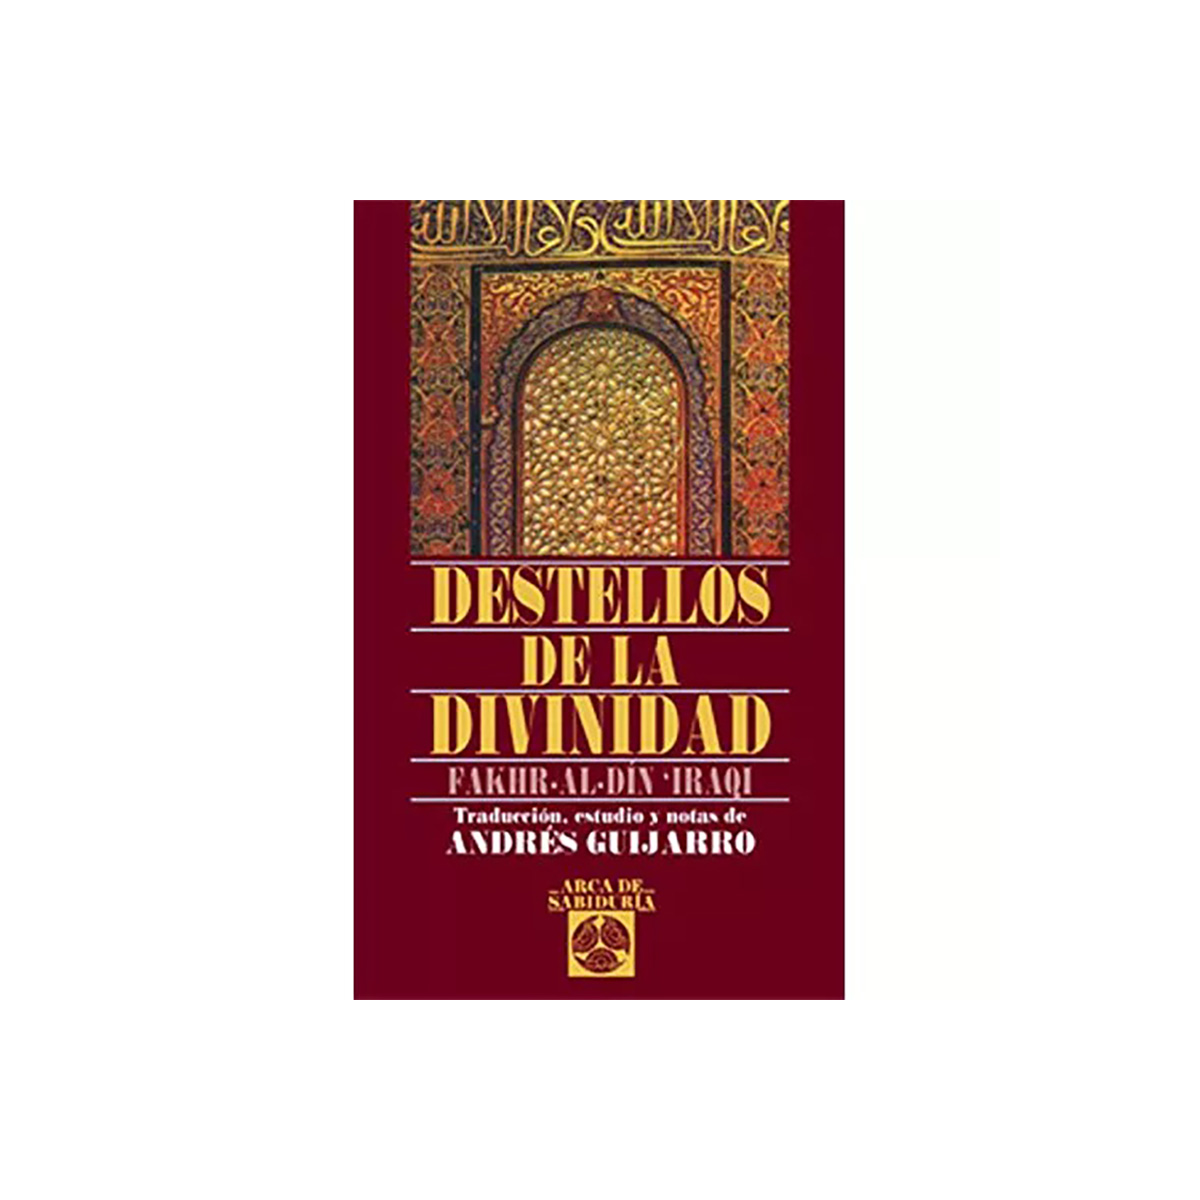 DESTELLOS
DE LA
DIVINIDAD
FAKHR·AL·DÍN ‘IRAQI
Traducción, estudio y notas de
ANDRÉS GUIJARRO
ARCA DE
SABIDURÍA